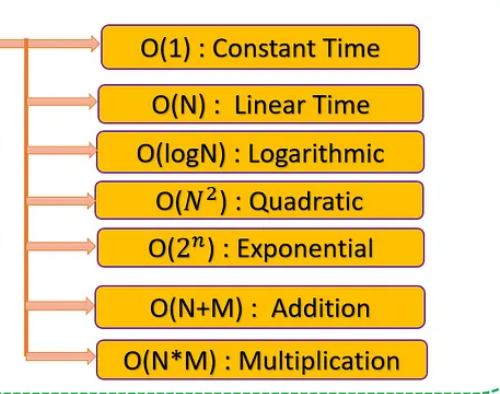 O(1) : Constant Time
O(N) : Linear Time
O(logN) : Logarithmic
O(N²) : Quadratic
O(2ⁿ) : Exponential
O(N+M) : Addition
O(N*M) : Multiplication